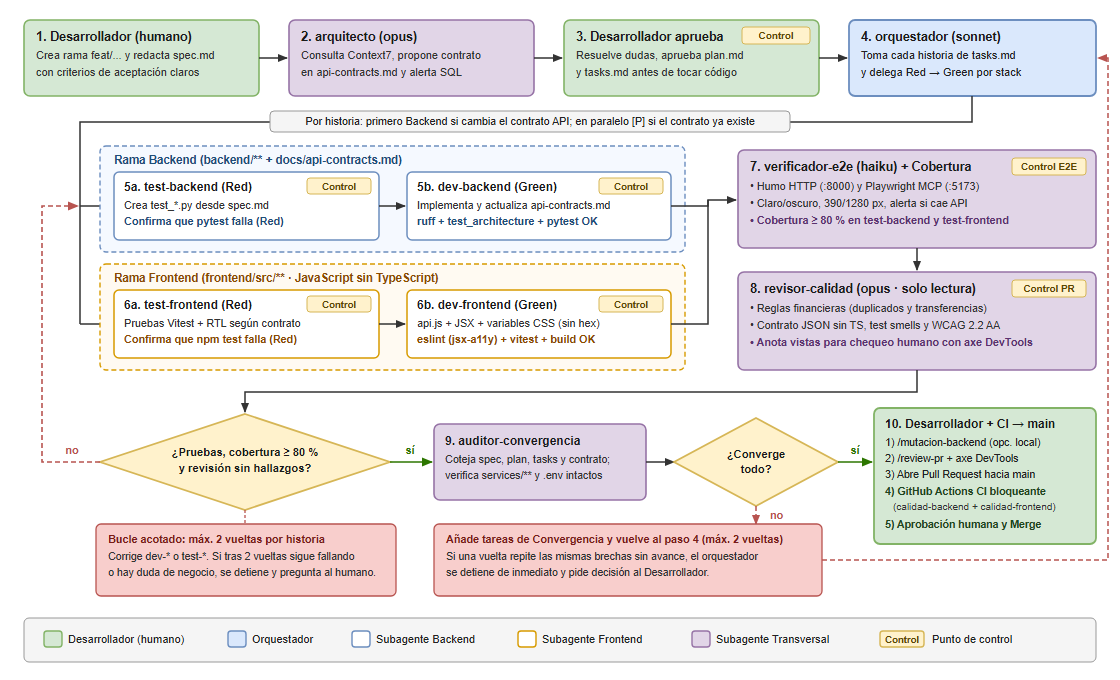 1. Desarrollador (humano)
Crea rama feat/... y redacta spec.md
con criterios de aceptación claros
2. arquitecto (opus)
Consulta Context7, propone contrato
en api-contracts.md y alerta SQL
3. Desarrollador aprueba
Control
Resuelve dudas, aprueba plan.md
y tasks.md antes de tocar código
4. orquestador (sonnet)
Toma cada historia de tasks.md
y delega Red → Green por stack
Por historia: primero Backend si cambia el contrato API; en paralelo [P] si el contrato ya existe
Rama Backend (backend/** + docs/api-contracts.md)
5a. test-backend (Red)
Control
Crea test_*.py desde spec.md
Confirma que pytest falla (Red)
5b. dev-backend (Green)
Control
Implementa y actualiza api-contracts.md
ruff + test_architecture + pytest OK
Rama Frontend (frontend/src/** · JavaScript sin TypeScript)
6a. test-frontend (Red)
Control
Pruebas Vitest + RTL según contrato
Confirma que npm test falla (Red)
6b. dev-frontend (Green)
Control
api.js + JSX + variables CSS (sin hex)
eslint (jsx-a11y) + vitest + build OK
7. verificador-e2e (haiku) + Cobertura
Control E2E
• Humo HTTP (:8000) y Playwright MCP (:5173)
• Claro/oscuro, 390/1280 px, alerta si cae API
• Cobertura ≥ 80 % en test-backend y test-frontend
8. revisor-calidad (opus · solo lectura)
Control PR
• Reglas financieras (duplicados y transferencias)
• Contrato JSON sin TS, test smells y WCAG 2.2 AA
• Anota vistas para chequeo humano con axe DevTools
no
¿Pruebas, cobertura ≥ 80 %
y revisión sin hallazgos?
sí
9. auditor-convergencia
Coteja spec, plan, tasks y contrato;
verifica services/** y .env intactos
¿Converge
todo?
sí
no
10. Desarrollador + CI → main
1) /mutacion-backend (opc. local)
2) /review-pr + axe DevTools
3) Abre Pull Request hacia main
4) GitHub Actions CI bloqueante
(calidad-backend + calidad-frontend)
5) Aprobación humana y Merge
Bucle acotado: máx. 2 vueltas por historia
Corrige dev-* o test-*. Si tras 2 vueltas sigue fallando
o hay duda de negocio, se detiene y pregunta al humano.
Añade tareas de Convergencia y vuelve al paso 4 (máx. 2 vueltas)
Si una vuelta repite las mismas brechas sin avance, el orquestador
se detiene de inmediato y pide decisión al Desarrollador.
Desarrollador (humano)
Orquestador
Subagente Backend
Subagente Frontend
Subagente Transversal
Control
Punto de control